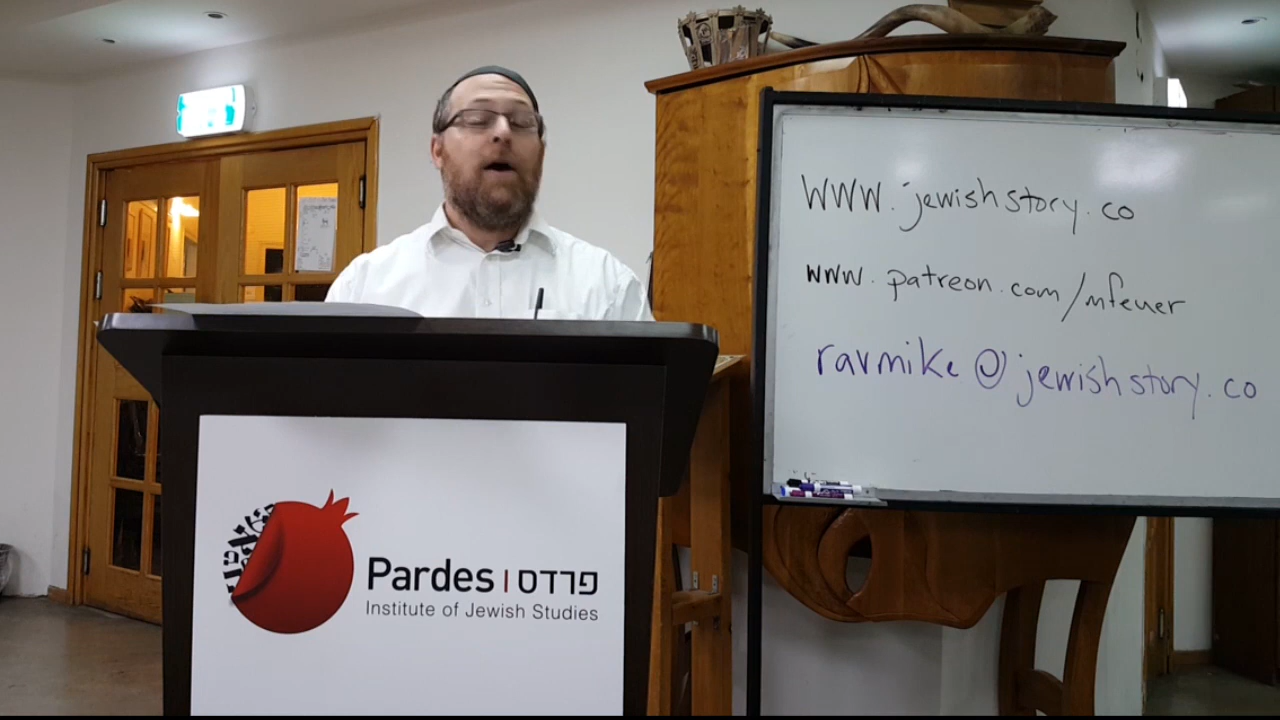 www.jewishstory.co
www.patreon.com/mfeuer
ravmike@jewishstory.co
Pardes | פרדס
Institute of Jewish Studies